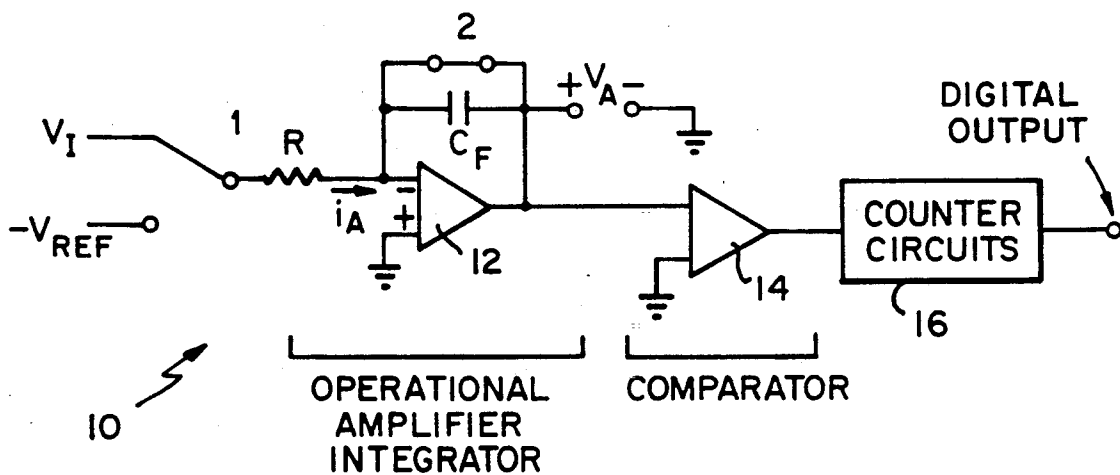 2
+ V_A -
DIGITAL
OUTPUT
V_I
1
R
C_F
-V_REF
i_A
-
+
12
14
COUNTER
CIRCUITS
16
10
OPERATIONAL
AMPLIFIER
INTEGRATOR
COMPARATOR